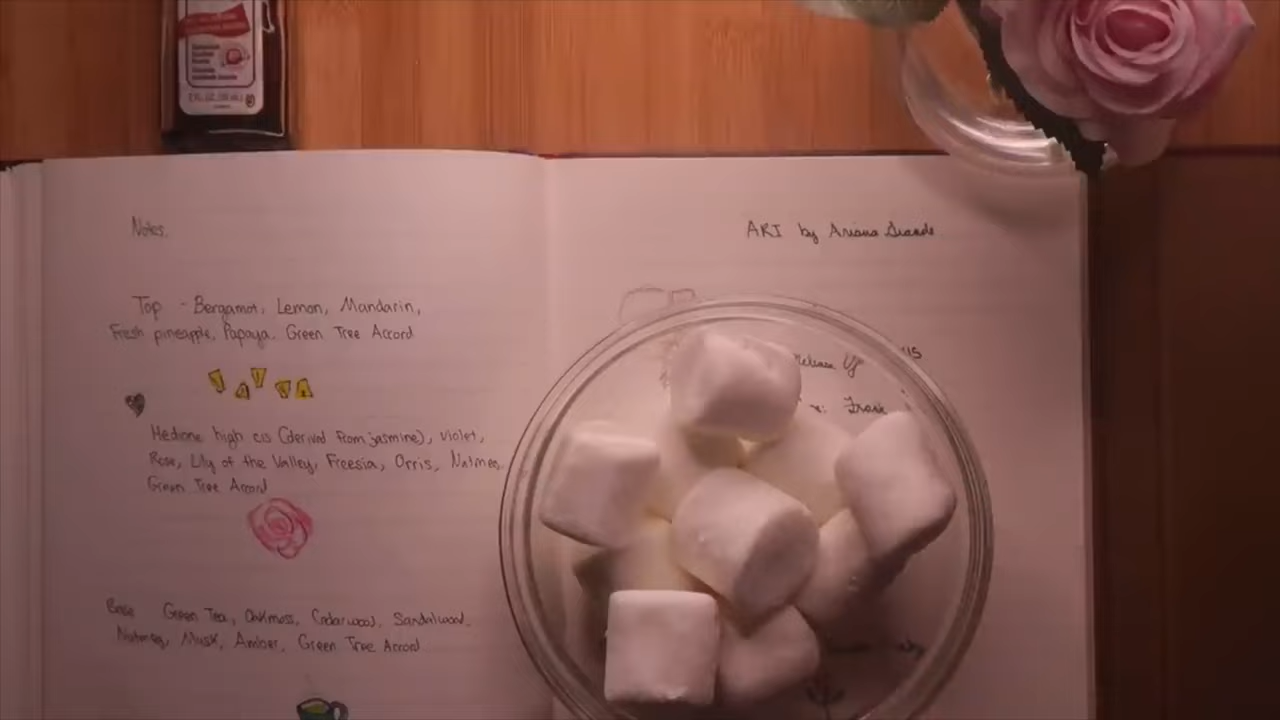 Notes.
Top - Bergamot, Lemon, Mandarin,
Fresh pineapple, Papaya, Green Tree Accord
Hedione high cis (derived from jasmine), Violet,
Rose, Lily of the Valley, Freesia, Orris, Nutmeg,
Green Tree Accord
Base Green Tea, Oakmoss, Cedarwood, Sandalwood,
Nutmeg, Musk, Amber, Green Tree Accord
ARI by Ariana Grande